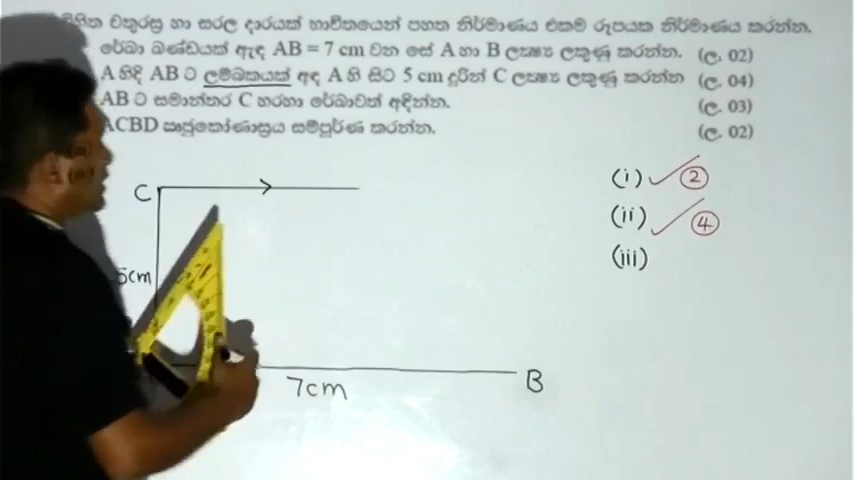 චතුරස්‍ර හා සරල දාරයක් භාවිතයෙන් පහත නිර්මාණය එකම රූපයක නිර්මාණය කරන්න.
රේඛා ඛණ්ඩයක් ඇඳ AB = 7 cm වන සේ A හා B ලක්ෂ්‍ය ලකුණු කරන්න. (ල. 02)
A හිදි AB ට ලම්බකයක් අඳ A හි සිට 5 cm දුරින් C ලක්ෂ්‍ය ලකුණු කරන්න (ල. 04)
AB ට සමාන්තර C හරහා රේඛාවක් අඳින්න. (ල. 03)
ACBD සෘජුකෝණාස්‍රය සම්පූර්ණ කරන්න. (ල. 02)
(i) ✓ 2
C
(ii) ✓ 4
(iii)
5cm
7cm B